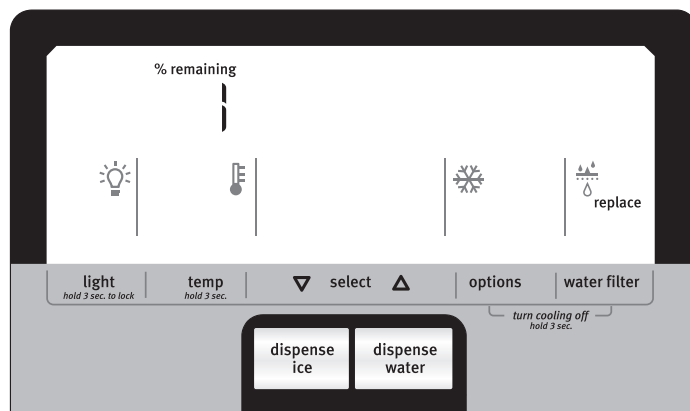 % remaining
1
replace
light
hold 3 sec. to lock
temp
hold 3 sec.
select
options
water filter
turn cooling off
hold 3 sec.
dispense
ice
dispense
water